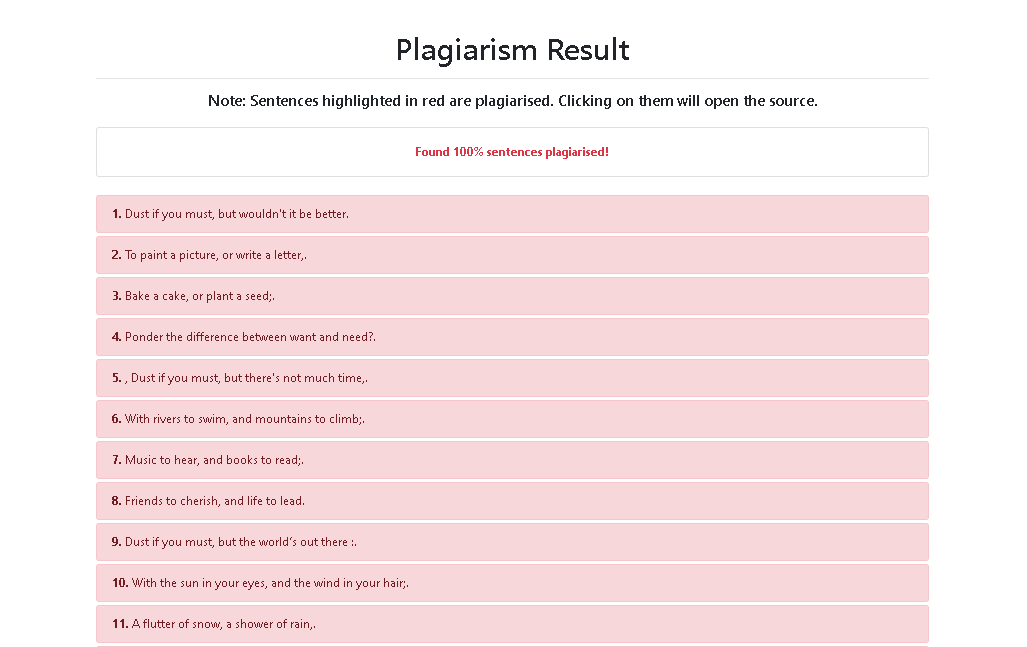 Plagiarism Result
Note: Sentences highlighted in red are plagiarised. Clicking on them will open the source.
Found 100% sentences plagiarised!
1. Dust if you must, but wouldn't it be better.
2. To paint a picture, or write a letter,.
3. Bake a cake, or plant a seed;.
4. Ponder the difference between want and need?.
5. , Dust if you must, but there's not much time,.
6. With rivers to swim, and mountains to climb;.
7. Music to hear, and books to read;.
8. Friends to cherish, and life to lead.
9. Dust if you must, but the world's out there :.
10. With the sun in your eyes, and the wind in your hair;.
11. A flutter of snow, a shower of rain,.